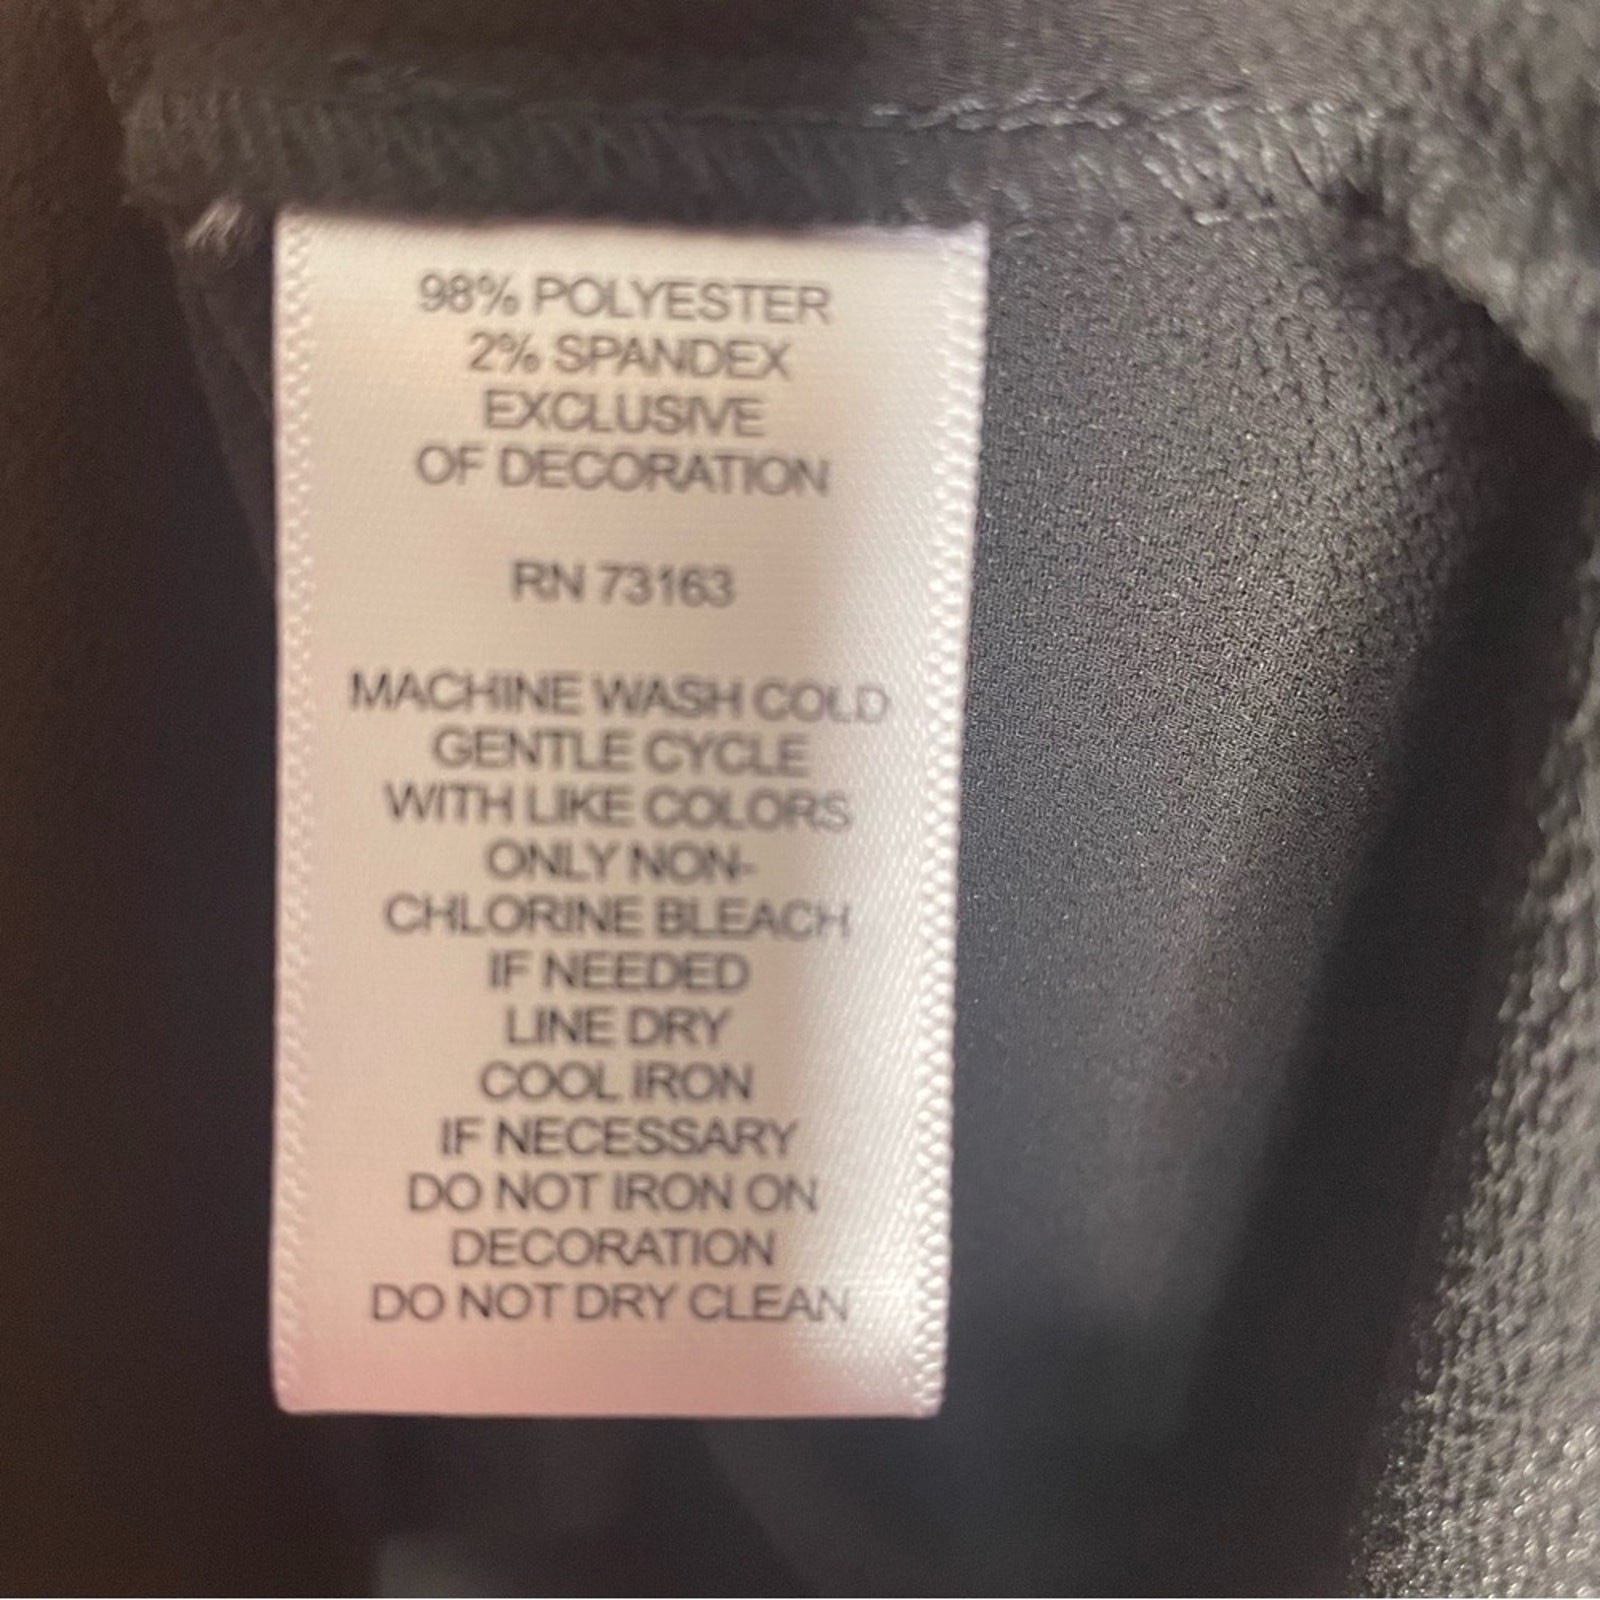 98% POLYESTER
2% SPANDEX
EXCLUSIVE
OF DECORATION
RN 73163
MACHINE WASH COLD
GENTLE CYCLE
WITH LIKE COLORS
ONLY NON-
CHLORINE BLEACH
IF NEEDED
LINE DRY
COOL IRON
IF NECESSARY
DO NOT IRON ON
DECORATION
DO NOT DRY CLEAN